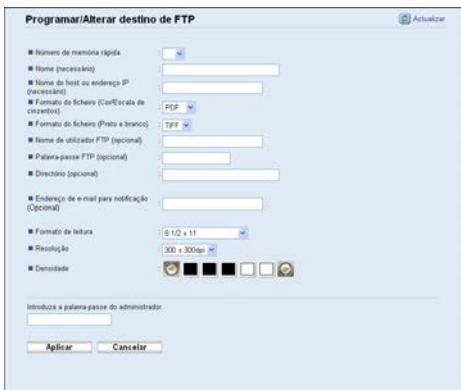 Programar/Alterar destino de FTP
Actualizar
Número de memória rápida
Nome (necessário)
Nome do host ou endereço IP
(necessário)
Formato do ficheiro (Cor/Escala de
cinzentos)
PDF
Formato do ficheiro (Preto e branco)
TIFF
Nome de utilizador FTP (opcional)
Palavra-passe FTP (opcional)
Directório (opcional)
Endereço de e-mail para notificação
(Opcional)
Formato de leitura
8 1/2 x 11
Resolução
300 x 300dpi
Densidade
Introduza a palavra-passe do administrador.
Aplicar
Cancelar